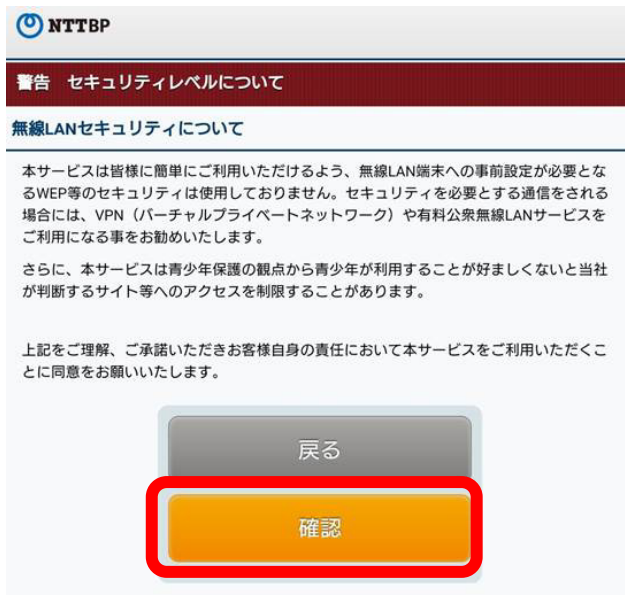 NTTBP
警告 セキュリティレベルについて
無線LANセキュリティについて
本サービスは皆様に簡単にご利用いただけるよう、無線LAN端末への事前設定が必要とな
るWEP等のセキュリティは使用しておりません。セキュリティを必要とする通信をされる
場合には、VPN（バーチャルプライベートネットワーク）や有料公衆無線LANサービスを
ご利用になる事をお勧めいたします。
さらに、本サービスは青少年保護の観点から青少年が利用することが好ましくないと当社
が判断するサイト等へのアクセスを制限することがあります。
上記をご理解、ご承諾いただきお客様自身の責任において本サービスをご利用いただくこ
とに同意をお願いいたします。
戻る
確認